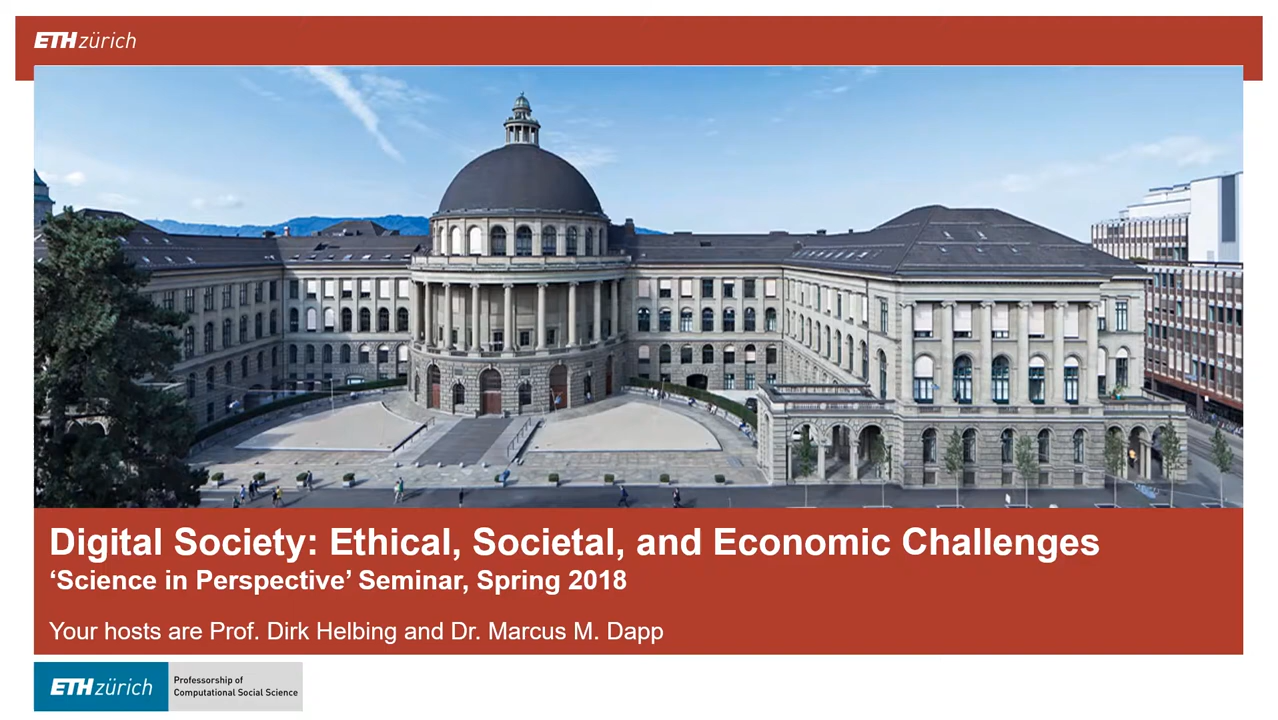 ETH zürich
Digital Society: Ethical, Societal, and Economic Challenges
‘Science in Perspective’ Seminar, Spring 2018
Your hosts are Prof. Dirk Helbing and Dr. Marcus M. Dapp
ETH zürich
Professorship of
Computational Social Science